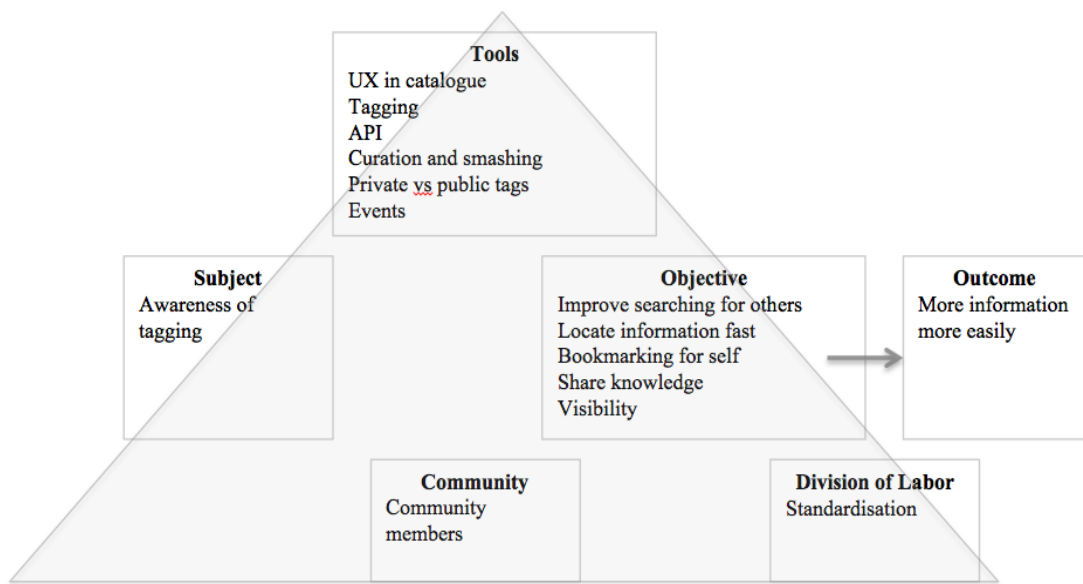 Tools
UX in catalogue
Tagging
API
Curation and smashing
Private vs public tags
Events
Subject
Awareness of
tagging
Objective
Improve searching for others
Locate information fast
Bookmarking for self
Share knowledge
Visibility
Outcome
More information
more easily
Community
Community
members
Division of Labor
Standardisation